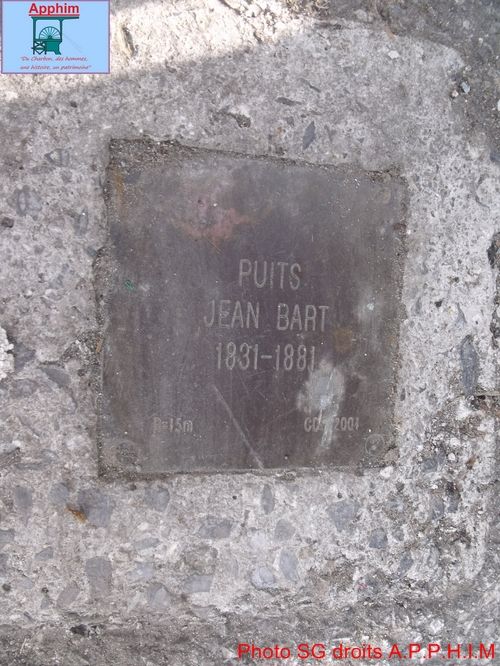 Apphim
"Du Charbon, des hommes,
une histoire, un patrimoine"
PUITS
JEAN BART
1831-1881
R=15m
2001
Photo SG droits A.P.P.H.I.M